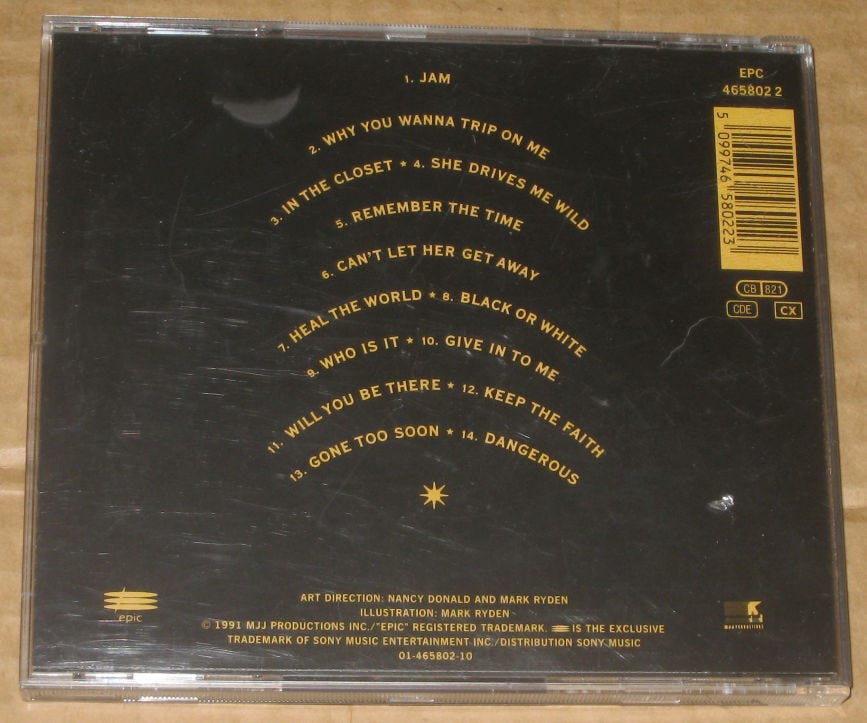 1. JAM
2. WHY YOU WANNA TRIP ON ME
3. IN THE CLOSET ★ 4. SHE DRIVES ME WILD
5. REMEMBER THE TIME
6. CAN'T LET HER GET AWAY
7. HEAL THE WORLD ★ 8. BLACK OR WHITE
9. WHO IS IT ★ 10. GIVE IN TO ME
11. WILL YOU BE THERE ★ 12. KEEP THE FAITH
13. GONE TOO SOON ★ 14. DANGEROUS
EPC
465802 2
5 099746 580223
CB 821
CDE CX
epic
ART DIRECTION: NANCY DONALD AND MARK RYDEN
ILLUSTRATION: MARK RYDEN
© 1991 MJJ PRODUCTIONS INC./"EPIC" REGISTERED TRADEMARK. IS THE EXCLUSIVE
TRADEMARK OF SONY MUSIC ENTERTAINMENT INC./DISTRIBUTION SONY MUSIC
01-465802-10
MJJ PRODUCTIONS